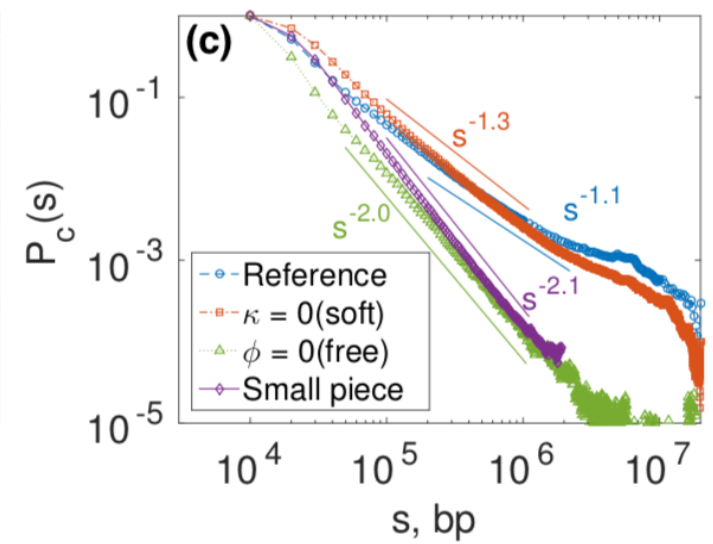 (c)
10^-1
10^-3
10^-5
P_c(s)
s^-1.3
s^-1.1
s^-2.0
s^-2.1
Reference
κ = 0(soft)
ϕ = 0(free)
Small piece
10^4 10^5 10^6 10^7
s, bp